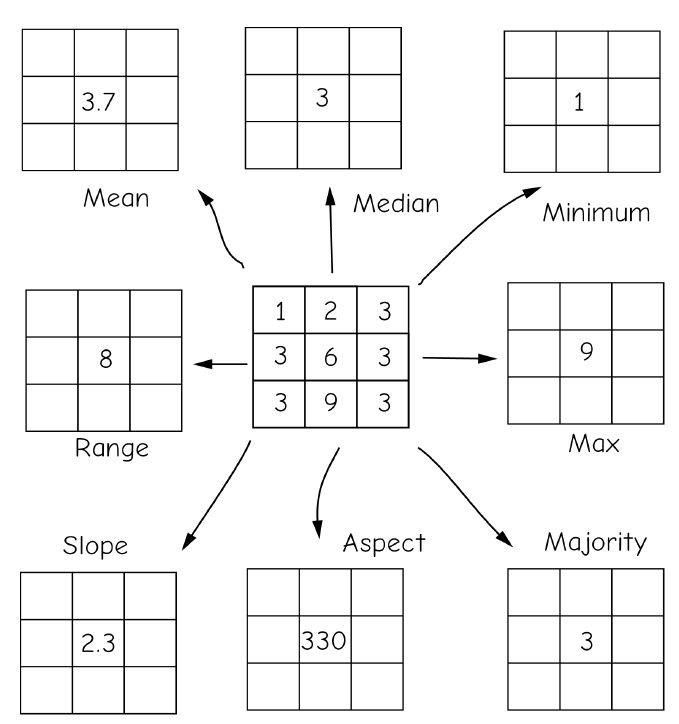 3.7
3
1
Mean
Median
Minimum
1 2 3
3 6 3
3 9 3
8
9
Range
Max
Slope
Aspect
Majority
2.3
330
3